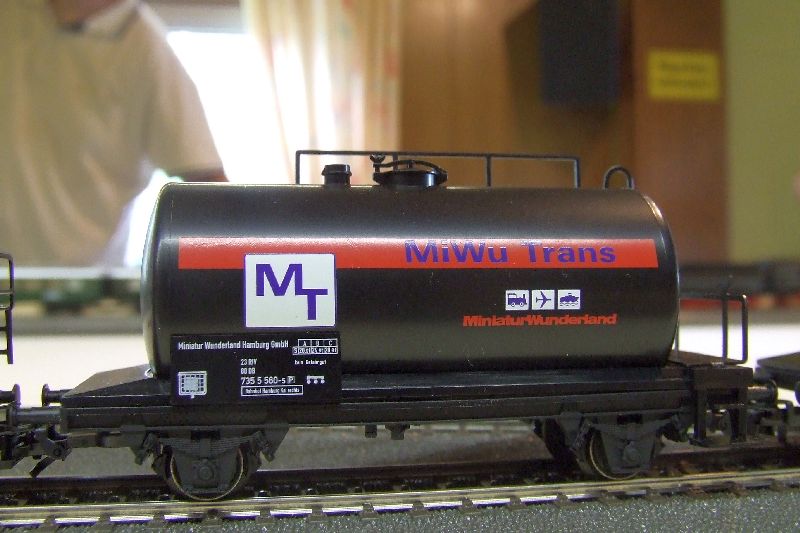 MiWu Trans
MT
MiniaturWunderland
Miniatur Wunderland Hamburg GmbH
A B C
23 RIV
80 DB
735 5 560-s P